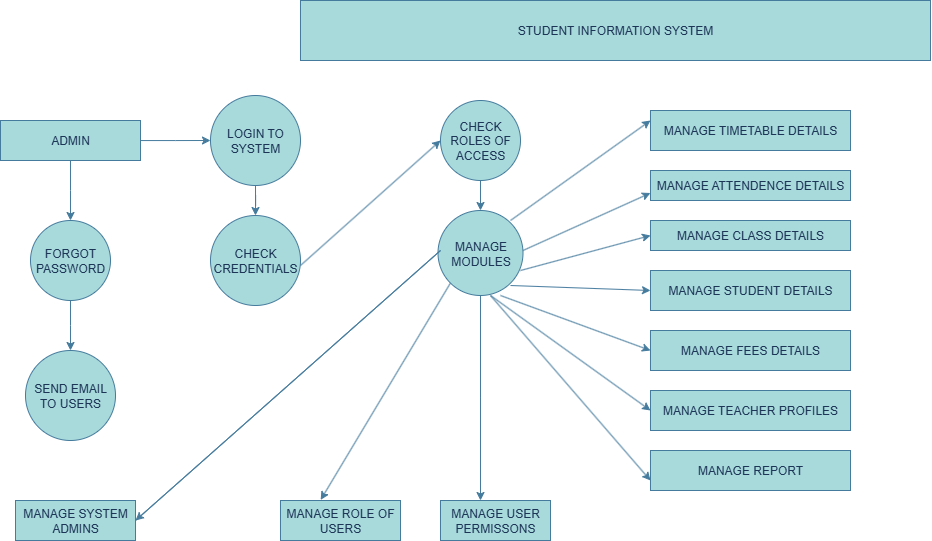 STUDENT INFORMATION SYSTEM
ADMIN
LOGIN TO
SYSTEM
CHECK
ROLES OF
ACCESS
MANAGE TIMETABLE DETAILS
MANAGE ATTENDENCE DETAILS
MANAGE CLASS DETAILS
FORGOT
PASSWORD
CHECK
CREDENTIALS
MANAGE
MODULES
MANAGE STUDENT DETAILS
MANAGE FEES DETAILS
SEND EMAIL
TO USERS
MANAGE TEACHER PROFILES
MANAGE REPORT
MANAGE SYSTEM
ADMINS
MANAGE ROLE OF
USERS
MANAGE USER
PERMISSONS